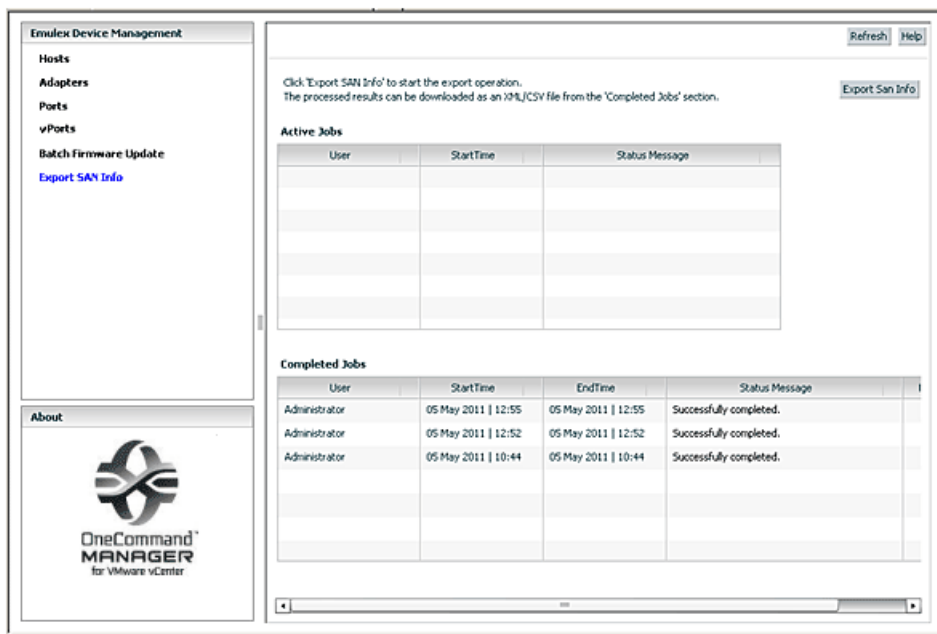 Emulex Device Management
Hosts
Adapters
Ports
vPorts
Batch Firmware Update
Export SAN Info
About
OneCommand™
MANAGER
for VMware vCenter
Refresh Help
Click 'Export SAN Info' to start the export operation.
The processed results can be downloaded as an XML/CSV file from the 'Completed Jobs' section.
Export San Info
Active Jobs
User StartTime Status Message
Completed Jobs
User StartTime EndTime Status Message
Administrator 05 May 2011 | 12:55 05 May 2011 | 12:55 Successfully completed.
Administrator 05 May 2011 | 12:52 05 May 2011 | 12:52 Successfully completed.
Administrator 05 May 2011 | 10:44 05 May 2011 | 10:44 Successfully completed.